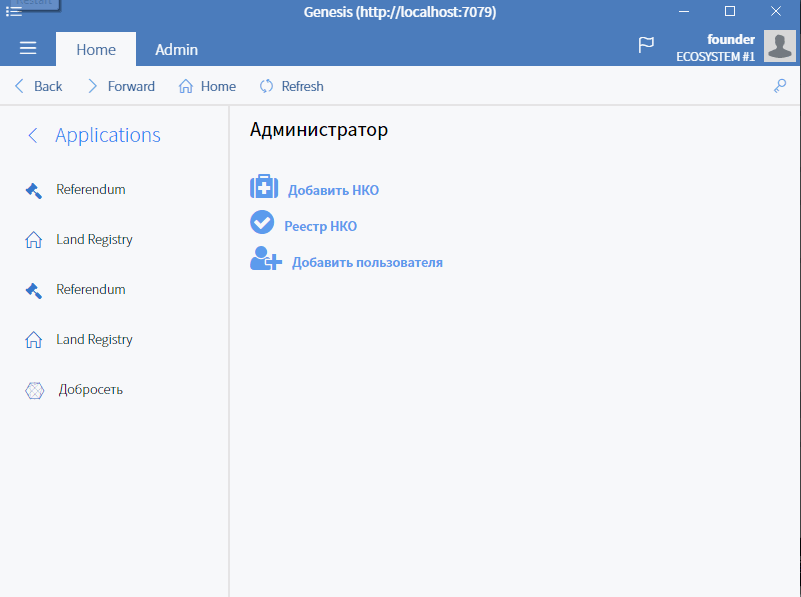 Restart
Genesis (http://localhost:7079)
Home
Admin
founder
ECOSYSTEM #1
Back
Forward
Home
Refresh
Applications
Referendum
Land Registry
Referendum
Land Registry
Добросеть
Администратор
Добавить НКО
Реестр НКО
Добавить пользователя